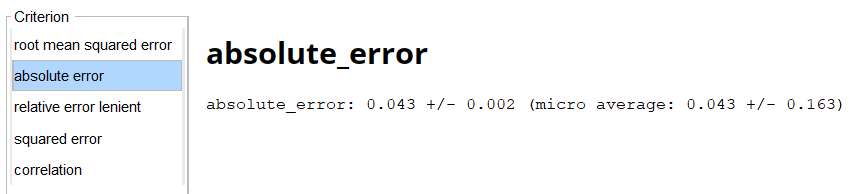 Criterion
root mean squared error
absolute error
relative error lenient
squared error
correlation
absolute_error
absolute_error: 0.043 +/- 0.002 (micro average: 0.043 +/- 0.163)